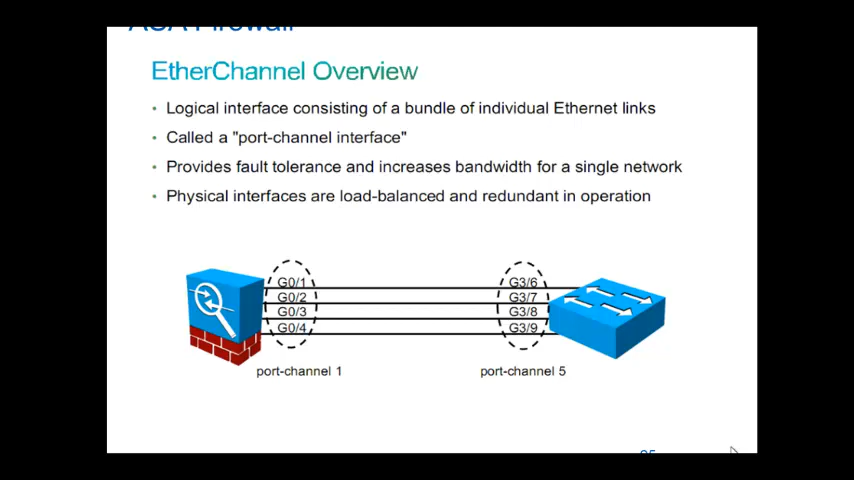 ASA Firewall
EtherChannel Overview
• Logical interface consisting of a bundle of individual Ethernet links
• Called a "port-channel interface"
• Provides fault tolerance and increases bandwidth for a single network
• Physical interfaces are load-balanced and redundant in operation
G0/1 G3/6
G0/2 G3/7
G0/3 G3/8
G0/4 G3/9
port-channel 1 port-channel 5